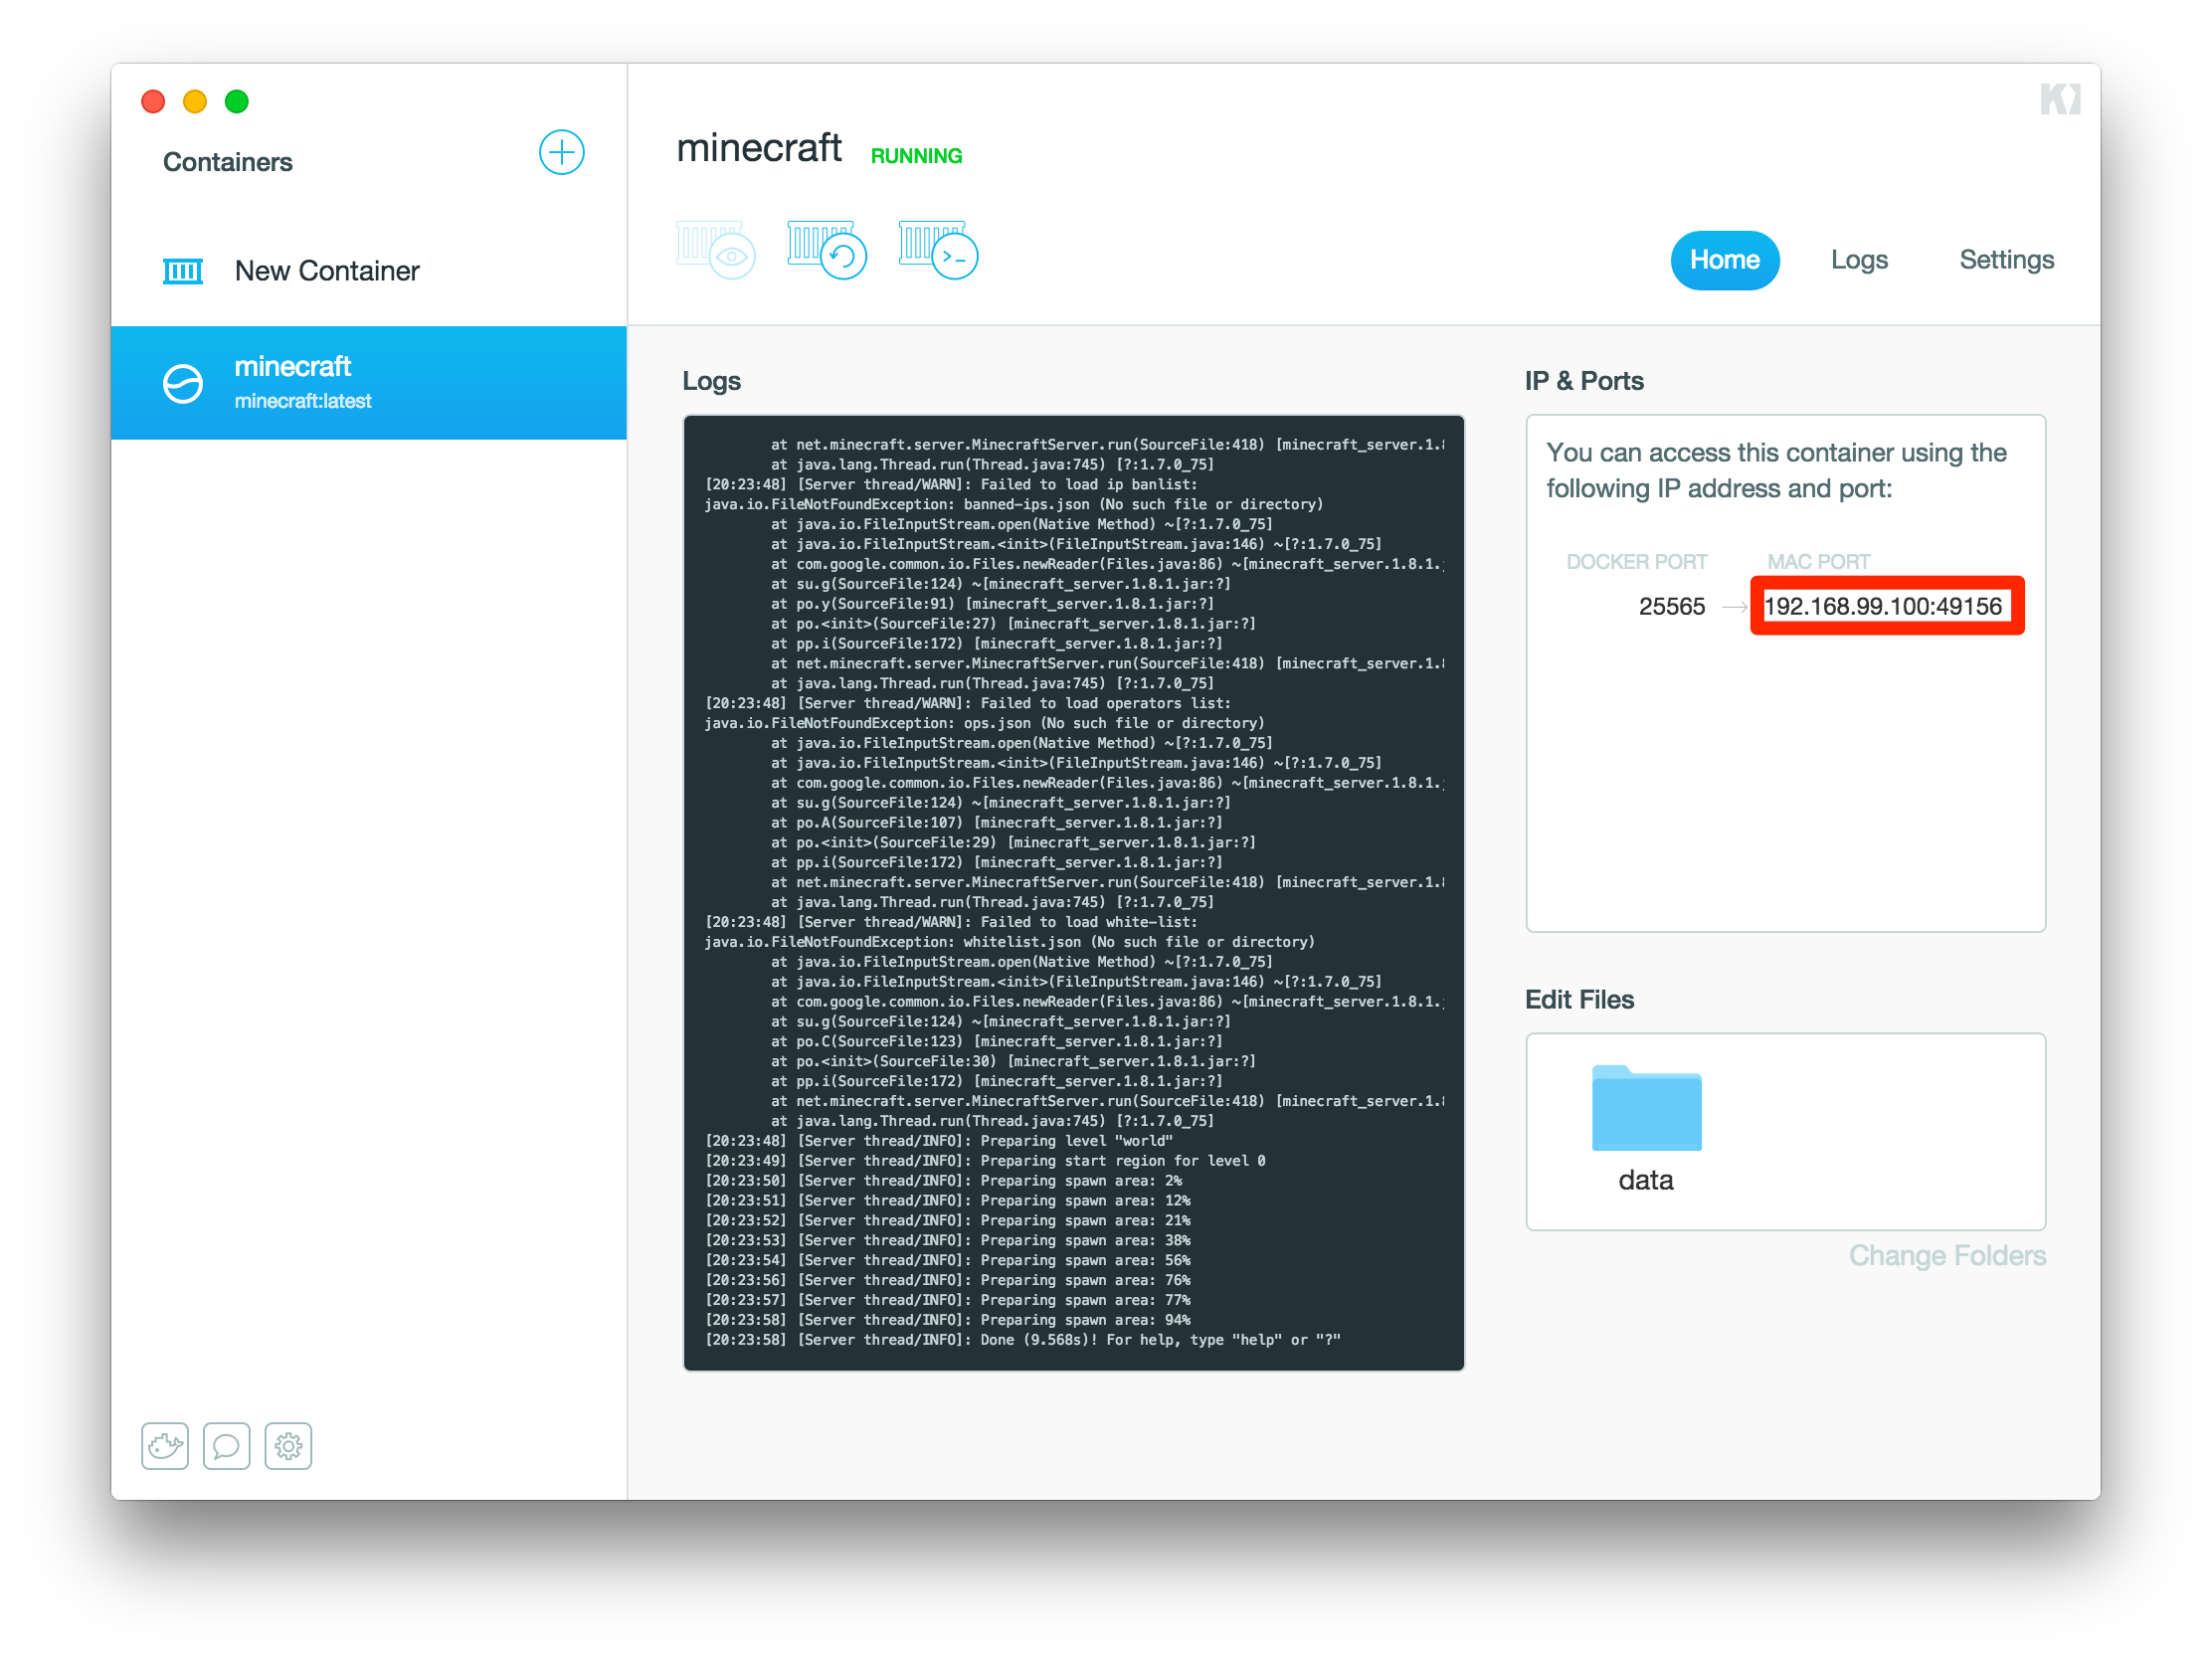 Containers
New Container
minecraft
minecraft:latest
minecraft RUNNING
Home Logs Settings
Logs
at net.minecraft.server.MinecraftServer.run(SourceFile:418) [minecraft_server.1.8
at java.lang.Thread.run(Thread.java:745) [?:1.7.0_75]
[20:23:48] [Server thread/WARN]: Failed to load ip banlist:
java.io.FileNotFoundException: banned-ips.json (No such file or directory)
at java.io.FileInputStream.open(Native Method) ~[?:1.7.0_75]
at java.io.FileInputStream.<init>(FileInputStream.java:146) ~[?:1.7.0_75]
at com.google.common.io.Files.newReader(Files.java:86) ~[minecraft_server.1.8.1.j
at su.g(SourceFile:124) ~[minecraft_server.1.8.1.jar:?]
at po.y(SourceFile:91) [minecraft_server.1.8.1.jar:?]
at po.<init>(SourceFile:27) [minecraft_server.1.8.1.jar:?]
at pp.i(SourceFile:172) [minecraft_server.1.8.1.jar:?]
at net.minecraft.server.MinecraftServer.run(SourceFile:418) [minecraft_server.1.8
at java.lang.Thread.run(Thread.java:745) [?:1.7.0_75]
[20:23:48] [Server thread/WARN]: Failed to load operators list:
java.io.FileNotFoundException: ops.json (No such file or directory)
at java.io.FileInputStream.open(Native Method) ~[?:1.7.0_75]
at java.io.FileInputStream.<init>(FileInputStream.java:146) ~[?:1.7.0_75]
at com.google.common.io.Files.newReader(Files.java:86) ~[minecraft_server.1.8.1.j
at su.g(SourceFile:124) ~[minecraft_server.1.8.1.jar:?]
at po.A(SourceFile:107) [minecraft_server.1.8.1.jar:?]
at po.<init>(SourceFile:29) [minecraft_server.1.8.1.jar:?]
at pp.i(SourceFile:172) [minecraft_server.1.8.1.jar:?]
at net.minecraft.server.MinecraftServer.run(SourceFile:418) [minecraft_server.1.8
at java.lang.Thread.run(Thread.java:745) [?:1.7.0_75]
[20:23:48] [Server thread/WARN]: Failed to load white-list:
java.io.FileNotFoundException: whitelist.json (No such file or directory)
at java.io.FileInputStream.open(Native Method) ~[?:1.7.0_75]
at java.io.FileInputStream.<init>(FileInputStream.java:146) ~[?:1.7.0_75]
at com.google.common.io.Files.newReader(Files.java:86) ~[minecraft_server.1.8.1.j
at su.g(SourceFile:124) ~[minecraft_server.1.8.1.jar:?]
at po.C(SourceFile:123) [minecraft_server.1.8.1.jar:?]
at po.<init>(SourceFile:30) [minecraft_server.1.8.1.jar:?]
at pp.i(SourceFile:172) [minecraft_server.1.8.1.jar:?]
at net.minecraft.server.MinecraftServer.run(SourceFile:418) [minecraft_server.1.8
at java.lang.Thread.run(Thread.java:745) [?:1.7.0_75]
[20:23:48] [Server thread/INFO]: Preparing level "world"
[20:23:49] [Server thread/INFO]: Preparing start region for level 0
[20:23:50] [Server thread/INFO]: Preparing spawn area: 2%
[20:23:51] [Server thread/INFO]: Preparing spawn area: 12%
[20:23:52] [Server thread/INFO]: Preparing spawn area: 21%
[20:23:53] [Server thread/INFO]: Preparing spawn area: 38%
[20:23:54] [Server thread/INFO]: Preparing spawn area: 56%
[20:23:56] [Server thread/INFO]: Preparing spawn area: 76%
[20:23:57] [Server thread/INFO]: Preparing spawn area: 77%
[20:23:58] [Server thread/INFO]: Preparing spawn area: 94%
[20:23:58] [Server thread/INFO]: Done (9.568s)! For help, type "help" or "?"
IP & Ports
You can access this container using the
following IP address and port:
DOCKER PORT MAC PORT
25565 → 192.168.99.100:49156
Edit Files
data
Change Folders